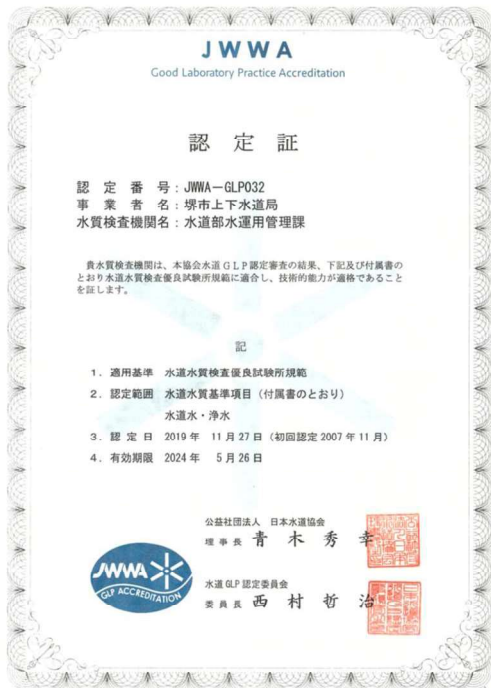 JWWA
Good Laboratory Practice Accreditation
認定証
認定番号：JWWA－GLP032
事業者名：堺市上下水道局
水質検査機関名：水道部水運用管理課
貴水質検査機関は、本協会水道ＧＬＰ認定審査の結果、下記及び付属書の
とおり水道水質検査優良試験所規範に適合し、技術的能力が適格であること
を証します。
記
１．適用基準 水道水質検査優良試験所規範
２．認定範囲 水道水質基準項目（付属書のとおり）
水道水・浄水
３．認定日 2019年 11月27日（初回認定2007年11月）
４．有効期限 2024年 5月26日
公益社団法人 日本水道協会
理事長 青木秀幸
JWWA
GLP ACCREDITATION
水道GLP認定委員会
委員長 西村哲治